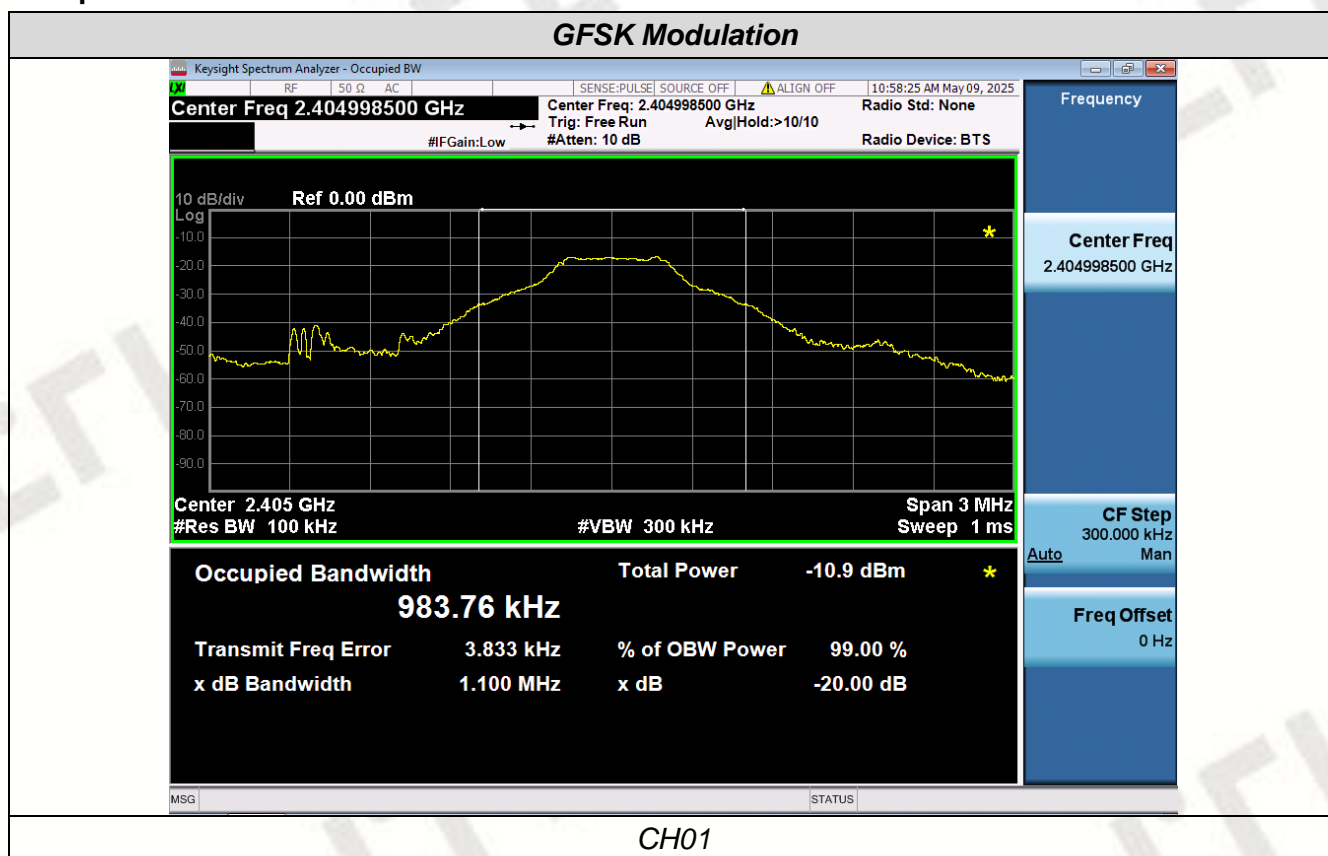 GFSK Modulation
Keysight Spectrum Analyzer - Occupied BW
LXI RF 50 Ω AC SENSE:PULSE SOURCE OFF ALIGN OFF 10:58:25 AM May 09, 2025
Center Freq 2.404998500 GHz Center Freq: 2.404998500 GHz Radio Std: None
Trig: Free Run Avg|Hold:>10/10
#IFGain:Low #Atten: 10 dB Radio Device: BTS
Frequency
10 dB/div Ref 0.00 dBm
Log
-10.0
-20.0
-30.0
-40.0
-50.0
-60.0
-70.0
-80.0
-90.0
Center Freq
2.404998500 GHz
Center 2.405 GHz Span 3 MHz
#Res BW 100 kHz #VBW 300 kHz Sweep 1 ms
CF Step
300.000 kHz
Auto Man
Occupied Bandwidth Total Power -10.9 dBm
983.76 kHz
Transmit Freq Error 3.833 kHz % of OBW Power 99.00 %
x dB Bandwidth 1.100 MHz x dB -20.00 dB
Freq Offset
0 Hz
MSG STATUS
CH01